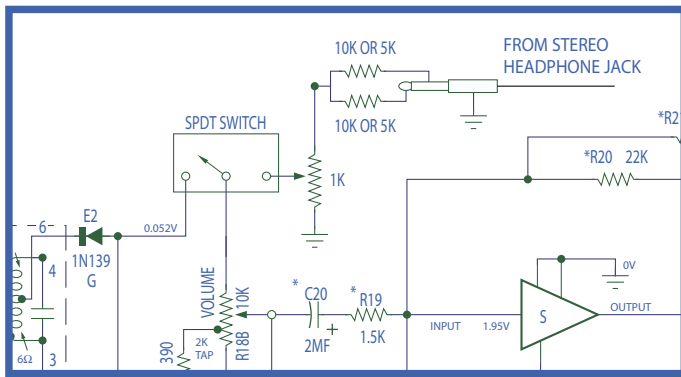 10K OR 5K
FROM STEREO
HEADPHONE JACK
10K OR 5K
*R2
SPDT SWITCH
*R20 22K
1K
6
E2
0.052V
1N139
G
4
0V
VOLUME
10K
* C20
* R19
OUTPUT
S
INPUT 1.95V
+
2MF
1.5K
390
2K
TAP
R18B
6Ω
3